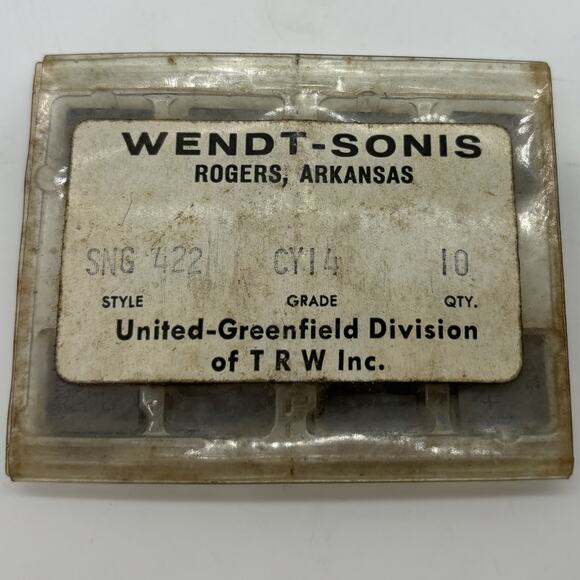 WENDT-SONIS
ROGERS, ARKANSAS
SNG 422 CY14 10
STYLE GRADE QTY.
United-Greenfield Division
of T R W Inc.